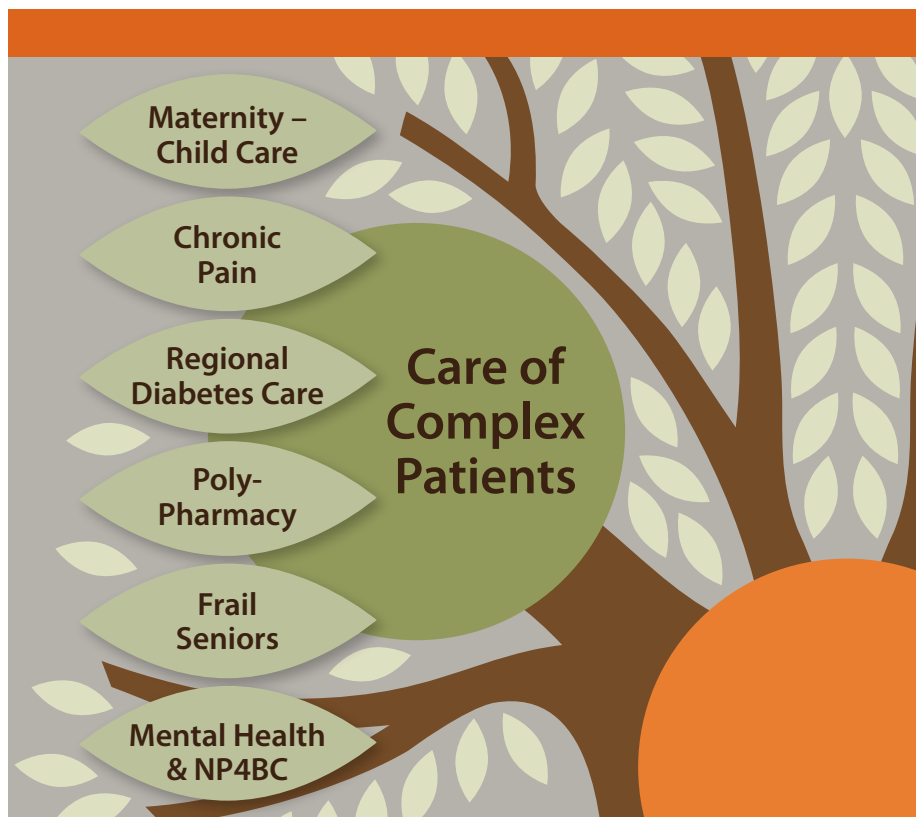 Maternity –
Child Care
Chronic
Pain
Regional
Diabetes Care
Care of
Complex
Patients
Poly-
Pharmacy
Frail
Seniors
Mental Health
& NP4BC